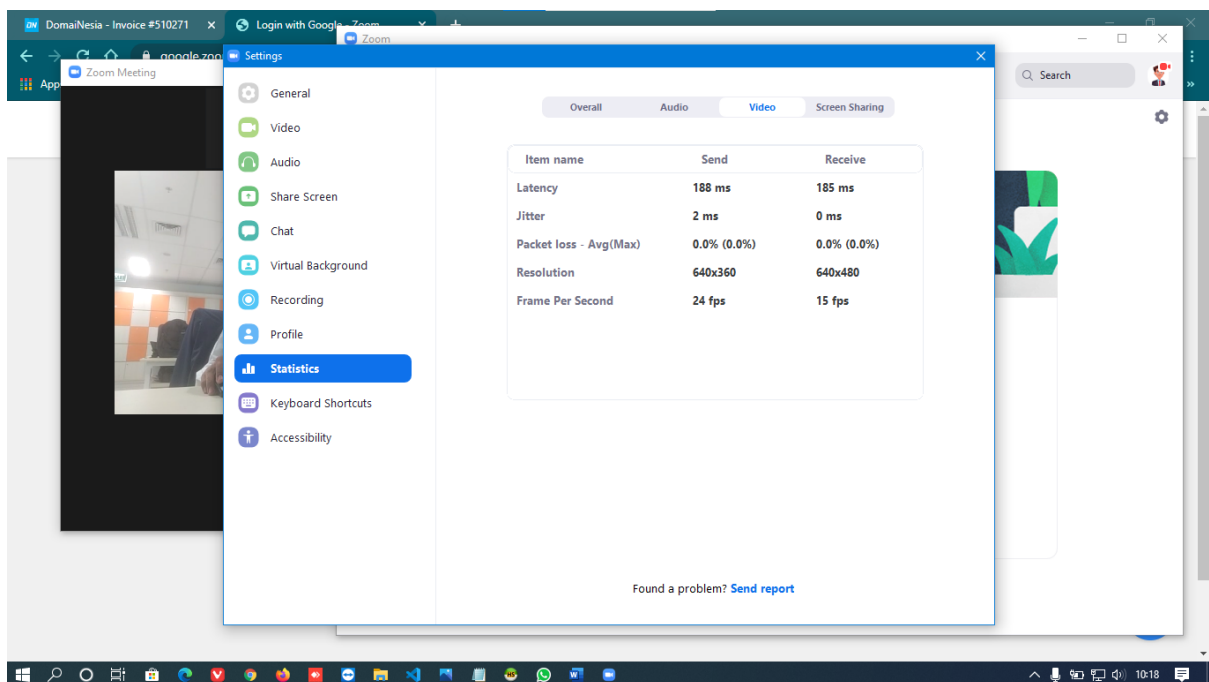 DomaiNesia - Invoice #510271
Login with Google - Zoom
Zoom
google.zoo
App
Zoom Meeting
Settings
Search
General
Video
Audio
Share Screen
Chat
Virtual Background
Recording
Profile
Statistics
Keyboard Shortcuts
Accessibility
Overall Audio Video Screen Sharing
Item name Send Receive
Latency 188 ms 185 ms
Jitter 2 ms 0 ms
Packet loss - Avg(Max) 0.0% (0.0%) 0.0% (0.0%)
Resolution 640x360 640x480
Frame Per Second 24 fps 15 fps
Found a problem? Send report
10:18